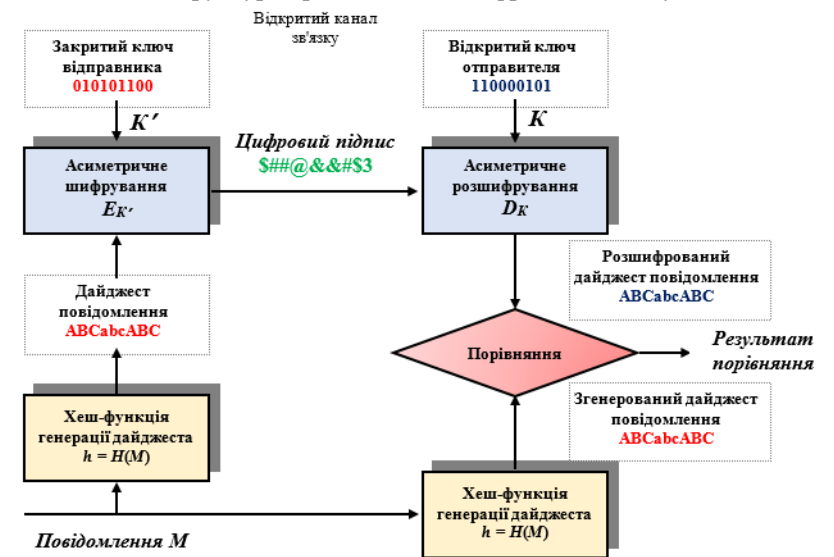 Відкритий канал
зв'язку
Закритий ключ
відправника
010101100
K′
Відкритий ключ
отправителя
110000101
K
Асиметричне
шифрування
EK′
Цифровий підпис
$##@&&#$3
Асиметричне
розшифрування
DK
Дайджест
повідомлення
ABCabcABC
Розшифрований
дайджест повідомлення
ABCabcABC
Порівняння
Результат
порівняння
Хеш-функція
генерації дайджеста
h = H(M)
Згенерований дайджест
повідомлення
ABCabcABC
Хеш-функція
генерації дайджеста
h = H(M)
Повідомлення M